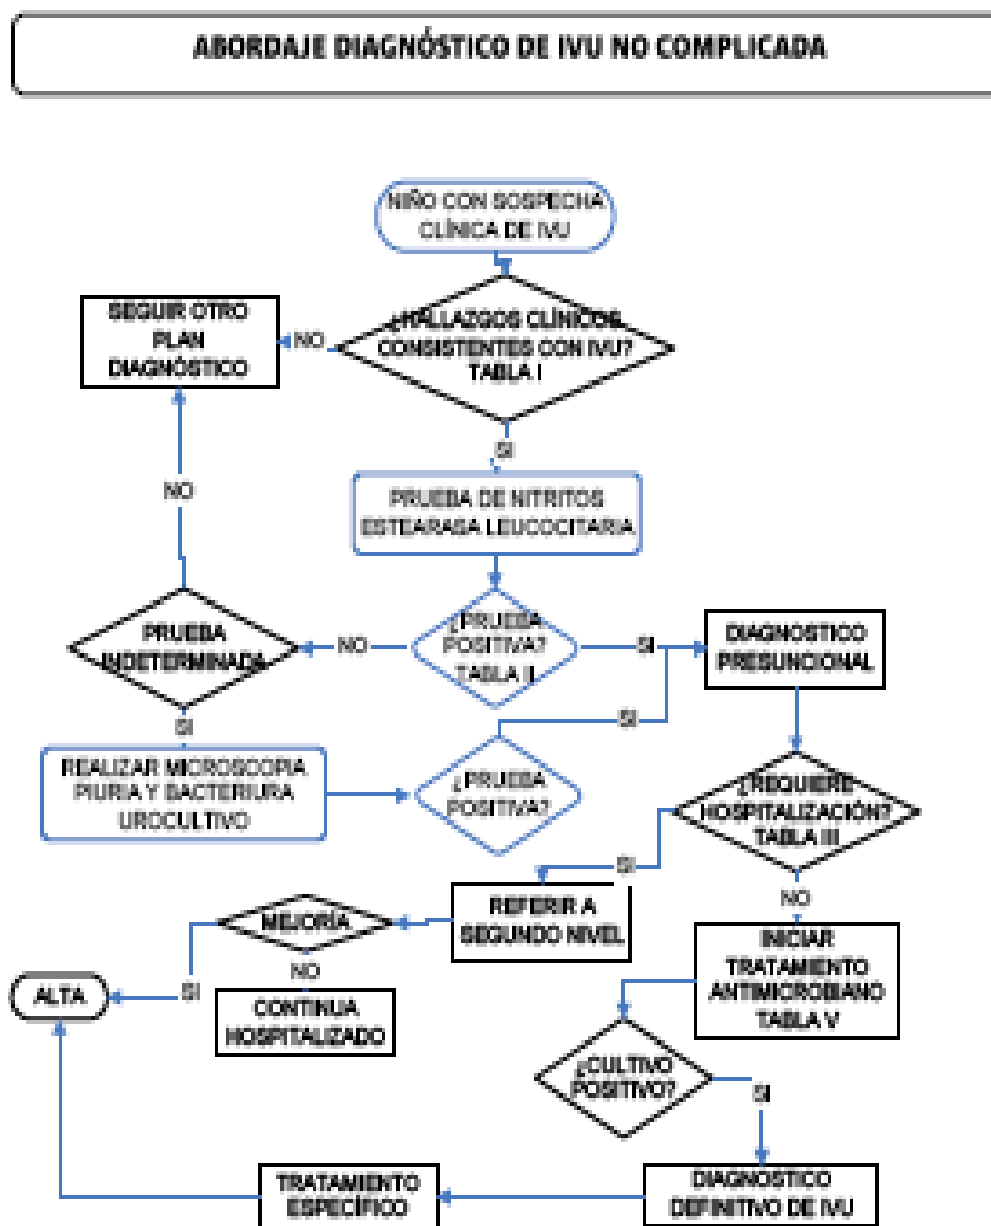 ABORDAJE DIAGNÓSTICO DE IVU NO COMPLICADA
NIÑO CON SOSPECHA
CLÍNICA DE IVU
¿HALLAZGOS CLÍNICOS
CONSISTENTES CON IVU?
TABLA I
NO
SEGUIR OTRO
PLAN
DIAGNÓSTICO
SI
PRUEBA DE NITRITOS
ESTEARASA LEUCOCITARIA
NO
¿PRUEBA
POSITIVA?
TABLA II
NO
PRUEBA
INDETERMINADA
SI
DIAGNOSTICO
PRESUNCIONAL
SI
REALIZAR MICROSCOPIA
PIURIA Y BACTERIURA
UROCULTIVO
¿PRUEBA
POSITIVA?
SI
¿REQUIERE
HOSPITALIZACIÓN?
TABLA III
SI
NO
REFERIR A
SEGUNDO NIVEL
MEJORÍA
NO
SI
CONTINUA
HOSPITALIZADO
ALTA
INICIAR
TRATAMIENTO
ANTIMICROBIANO
TABLA V
¿CULTIVO
POSITIVO?
SI
DIAGNOSTICO
DEFINITIVO DE IVU
TRATAMIENTO
ESPECÍFICO